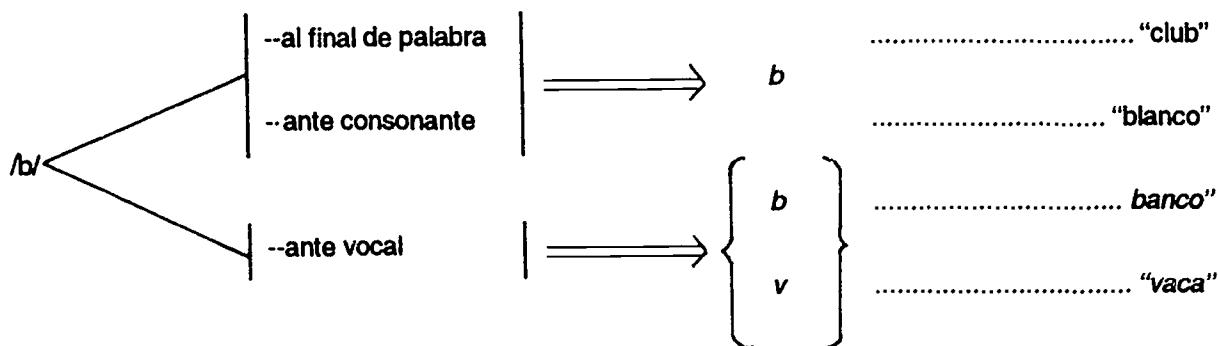 --al final de palabra .................................. "club"
b
--ante consonante .............................. "blanco"
/b/
b ................................ banco"
--ante vocal
v ................................. "vaca"